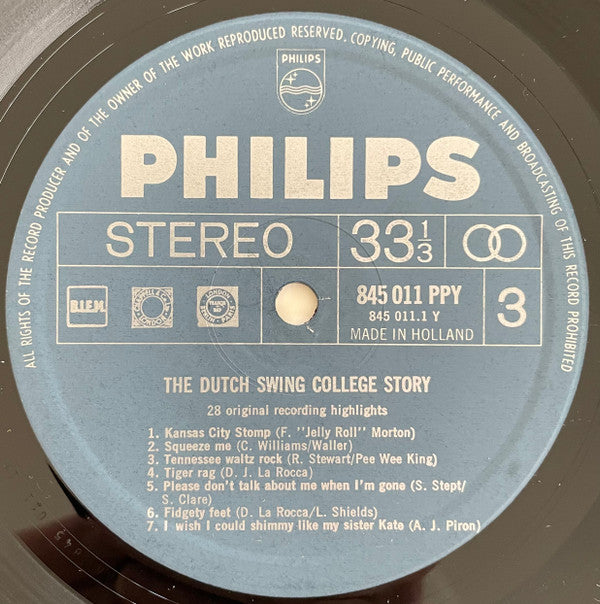 ALL RIGHTS OF THE RECORD PRODUCER AND OF THE OWNER OF THE WORK REPRODUCED RESERVED. COPYING, PUBLIC PERFORMANCE AND BROADCASTING OF THIS RECORD PROHIBITED
PHILIPS
PHILIPS
STEREO 33 1/3
B.I.E.M. 845 011 PPY 3
845 011.1 Y
MADE IN HOLLAND
THE DUTCH SWING COLLEGE STORY
28 original recording highlights
1. Kansas City Stomp (F. "Jelly Roll" Morton)
2. Squeeze me (C. Williams/Waller)
3. Tennessee waltz rock (R. Stewart/Pee Wee King)
4. Tiger rag (D. J. La Rocca)
5. Please don't talk about me when I'm gone (S. Stept/
S. Clare)
6. Fidgety feet (D. La Rocca/L. Shields)
7. I wish I could shimmy like my sister Kate (A. J. Piron)